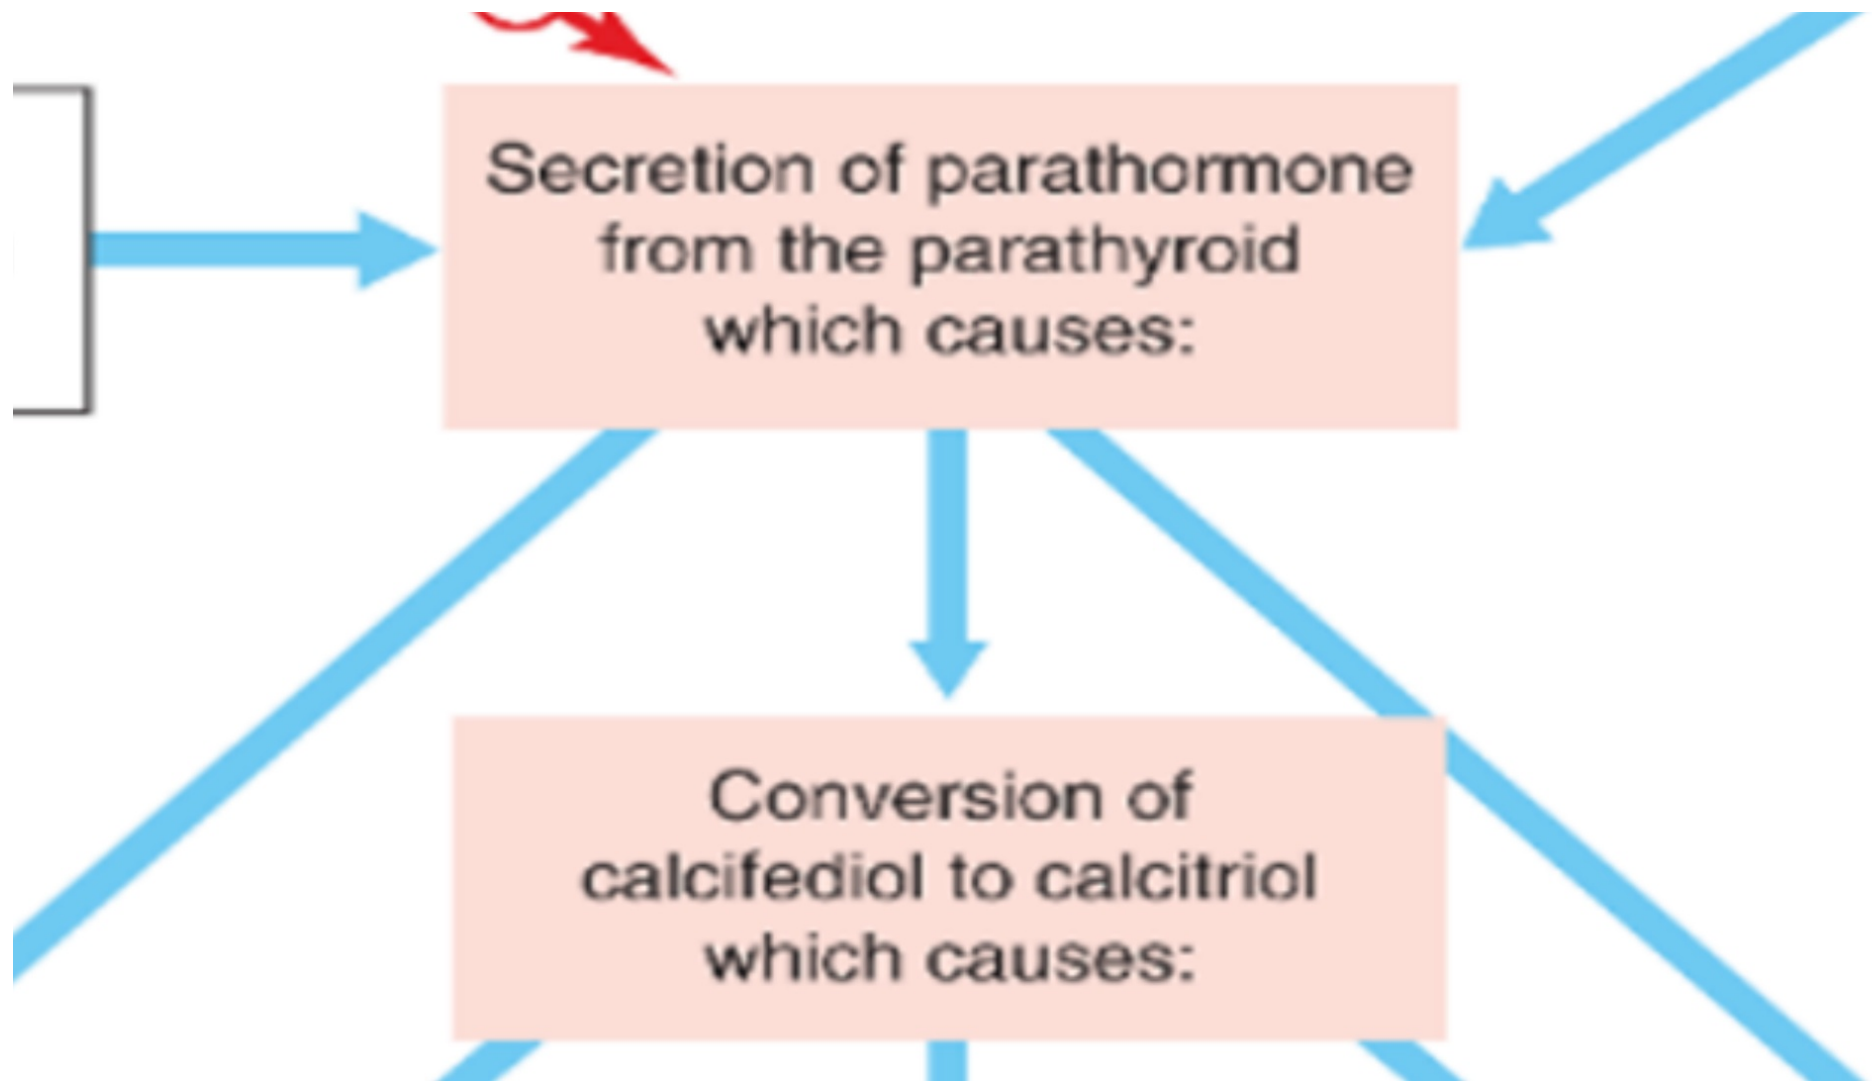 Secretion of parathormone
from the parathyroid
which causes:
Conversion of
calcifediol to calcitriol
which causes: